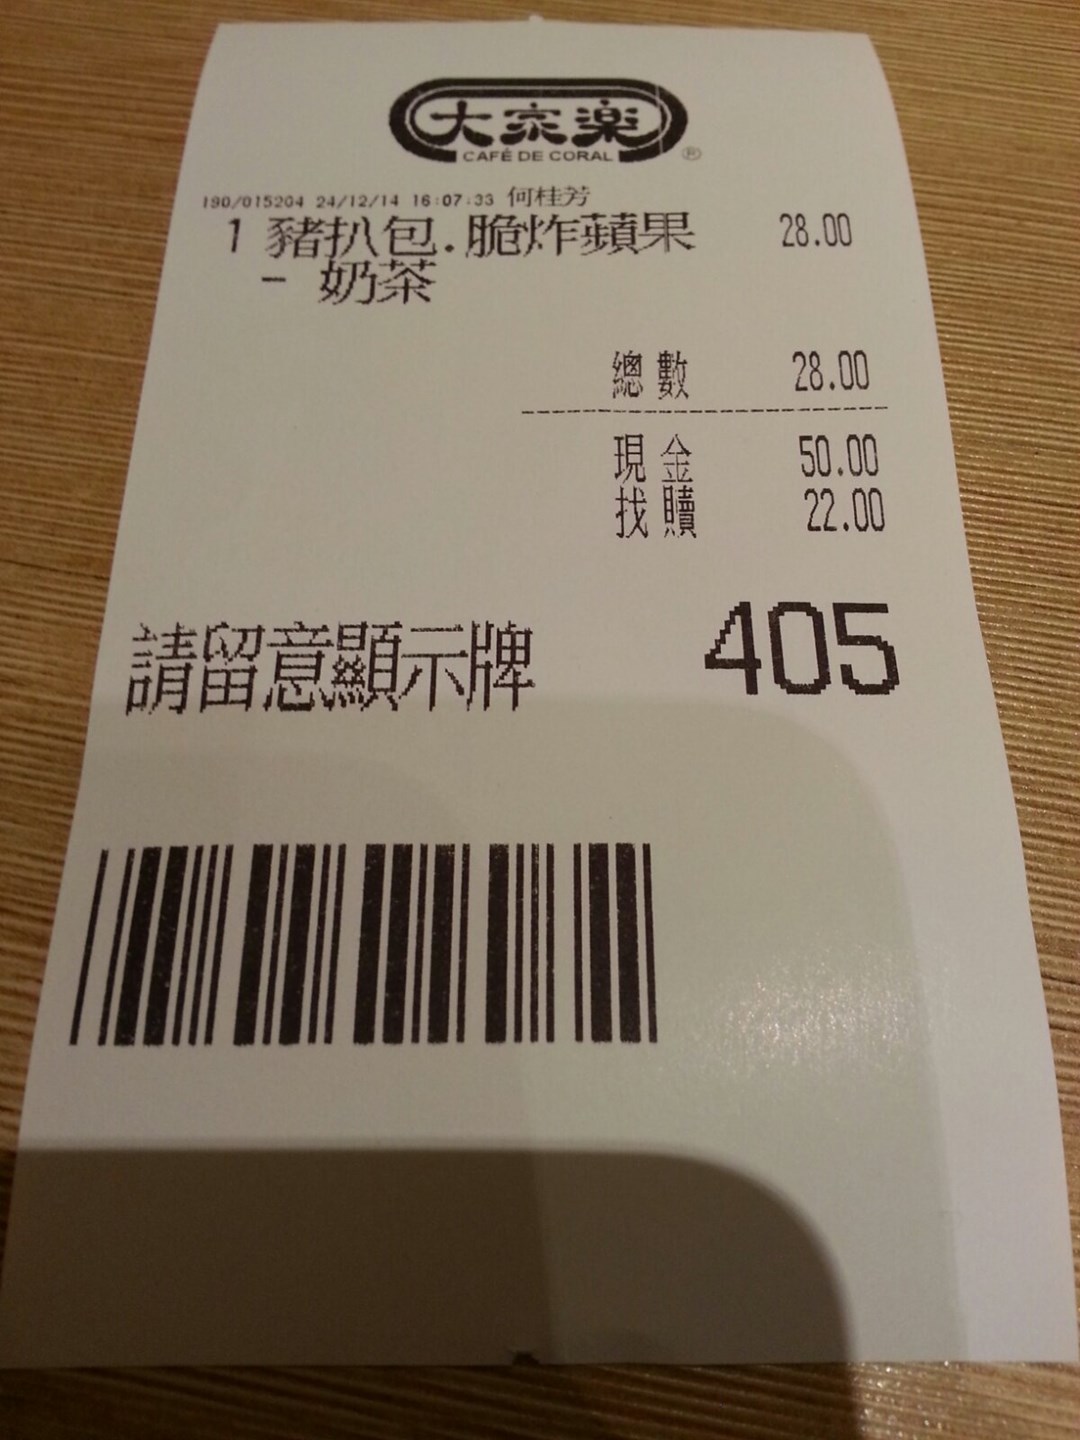 大家楽
CAFÉ DE CORAL ®
190/015204 24/12/14 16:07:33 何桂芳
1 豬扒包.脆炸蘋果 28.00
- 奶茶
總數 28.00
現金 50.00
找贖 22.00
請留意顯示牌 405